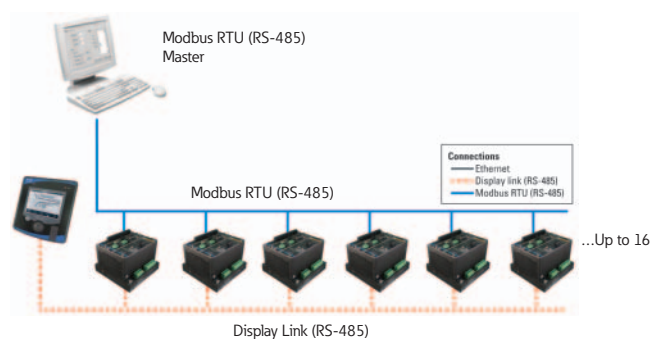 Modbus RTU (RS-485)
Master
Connections
Ethernet
Display link (RS-485)
Modbus RTU (RS-485)
Modbus RTU (RS-485)
...Up to 16
Display Link (RS-485)